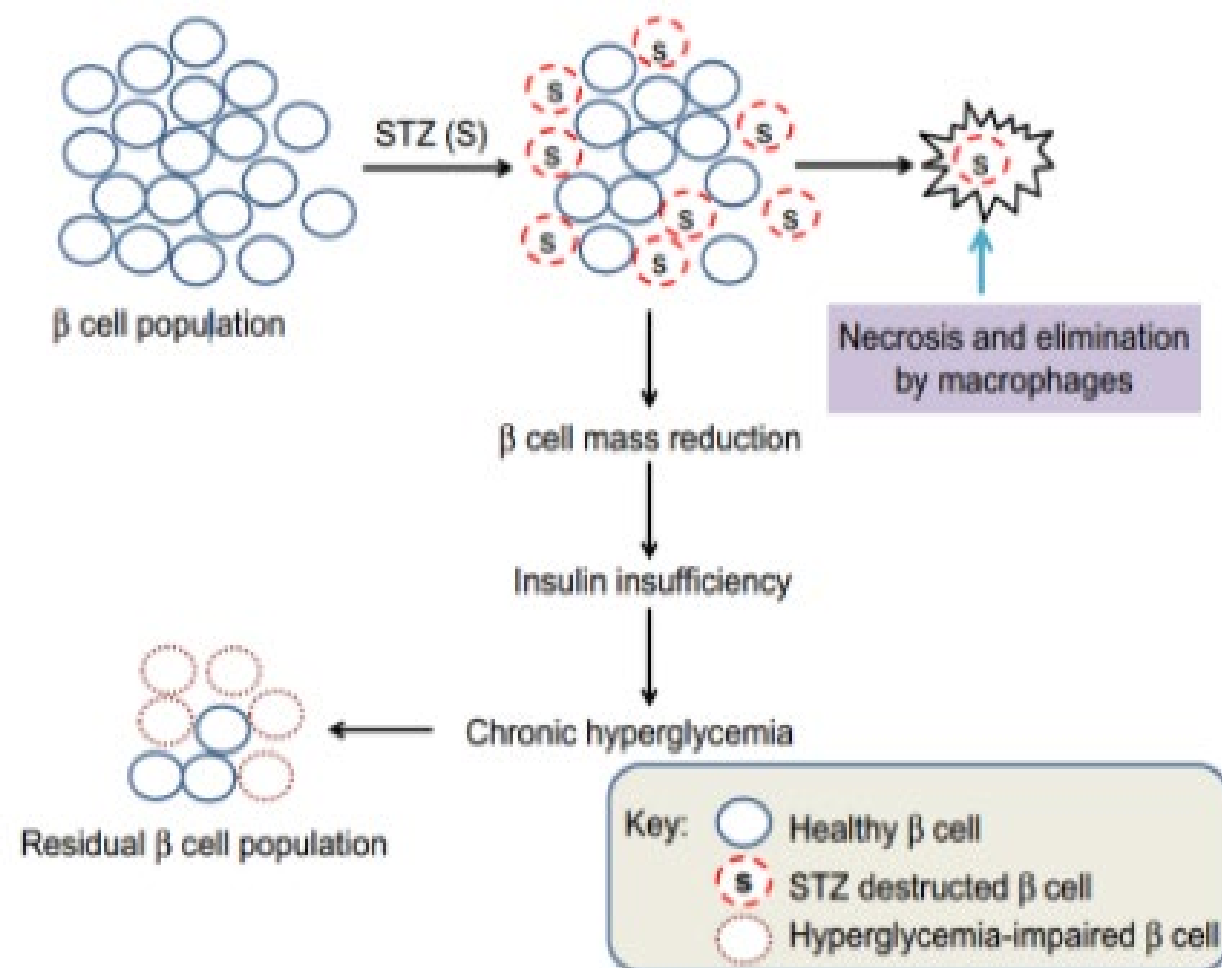 STZ (S)
S
S
S
S
S
S
S
S
S
β cell population
Necrosis and elimination
by macrophages
β cell mass reduction
Insulin insufficiency
Chronic hyperglycemia
Residual β cell population
Key:
Healthy β cell
S
STZ destructed β cell
Hyperglycemia-impaired β cell